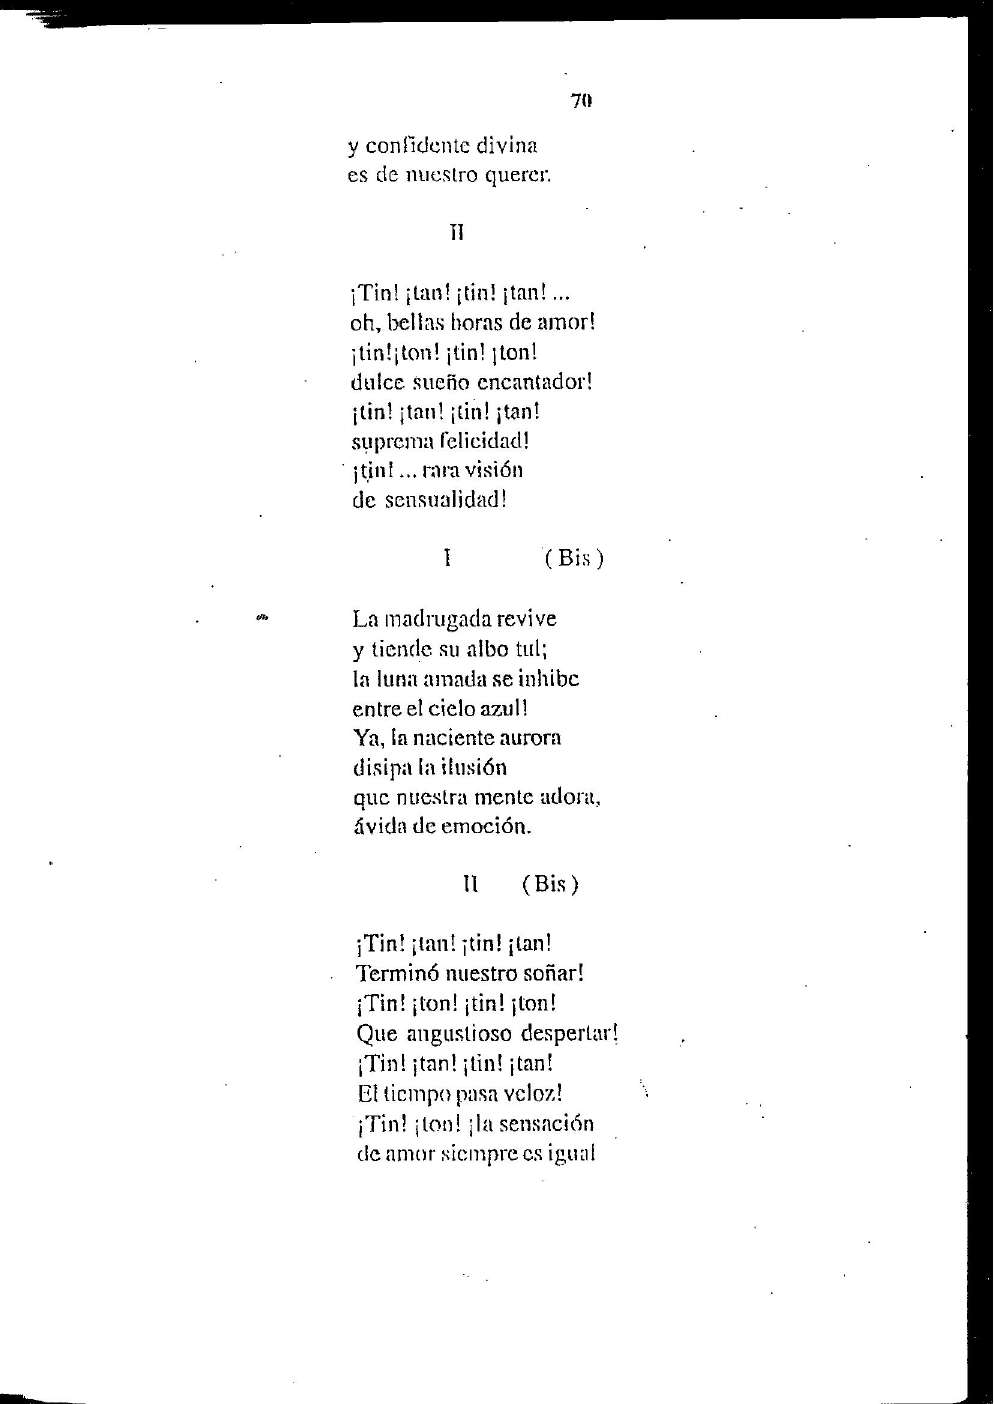 70
y confidente divina
es de nuestro querer.
II
¡Tin! ¡tan! ¡tin! ¡tan! ...
oh, bellas horas de amor!
¡tin!¡ton! ¡tin! ¡ton!
dulce sueño encantador!
¡tin! ¡tan! ¡tin! ¡tan!
suprema felicidad!
¡tin! ... rara visión
de sensualidad!
I (Bis)
La madrugada revive
y tiende su albo tul;
la luna amada se inhibe
entre el cielo azul!
Ya, la naciente aurora
disipa la ilusión
que nuestra mente adora,
ávida de emoción.
II (Bis)
¡Tin! ¡tan! ¡tin! ¡tan!
Terminó nuestro soñar!
¡Tin! ¡ton! ¡tin! ¡ton!
Que angustioso despertar!
¡Tin! ¡tan! ¡tin! ¡tan!
El tiempo pasa veloz!
¡Tin! ¡ton! ¡la sensación
de amor siempre es igual